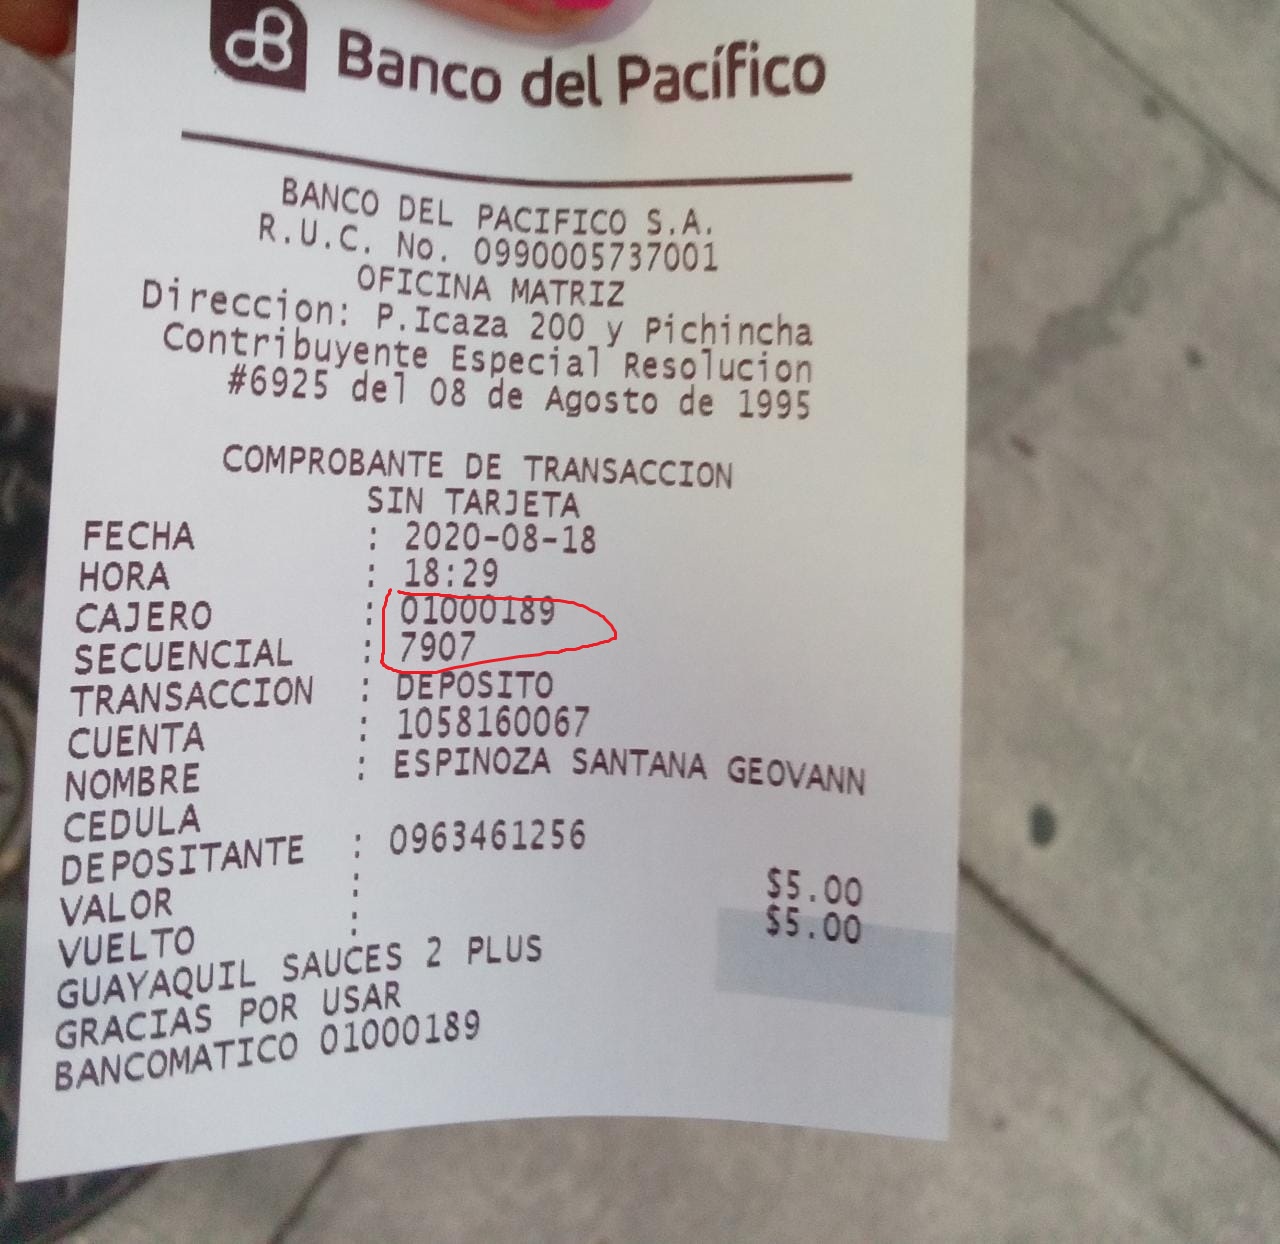 Banco del Pacífico
BANCO DEL PACIFICO S.A.
R.U.C. No. 0990005737001
OFICINA MATRIZ
Direccion: P.Icaza 200 y Pichincha
Contribuyente Especial Resolucion
#6925 del 08 de Agosto de 1995
COMPROBANTE DE TRANSACCION
SIN TARJETA
FECHA : 2020-08-18
HORA : 18:29
CAJERO : 01000189
SECUENCIAL : 7907
TRANSACCION : DEPOSITO
CUENTA : 1058160067
NOMBRE : ESPINOZA SANTANA GEOVANN
CEDULA
DEPOSITANTE : 0963461256
VALOR : $5.00
VUELTO : $5.00
GUAYAQUIL SAUCES 2 PLUS
GRACIAS POR USAR
BANCOMATICO 01000189